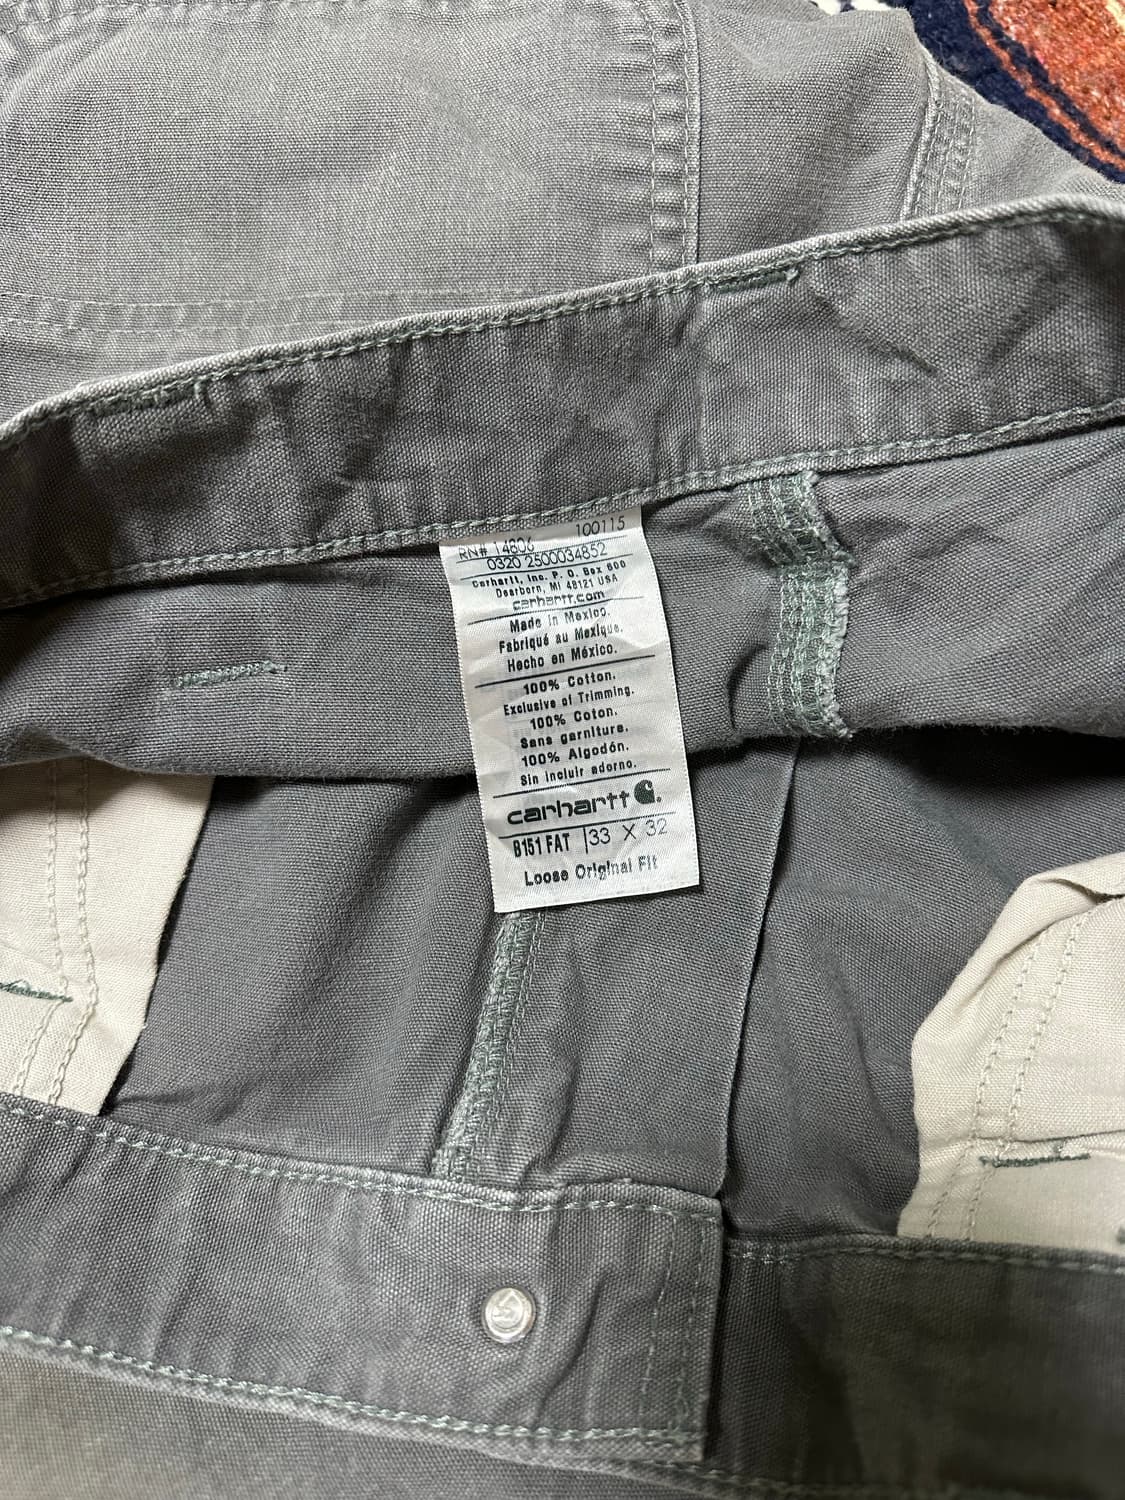 RN# 14806 100115
0320 2500034852
Carhartt, Inc. P. O. Box 600
Dearborn, MI 48121 USA
carhartt.com
Made in Mexico.
Fabriqué au Mexique.
Hecho en México.
100% Cotton.
Exclusive of Trimming.
100% Coton.
Sans garniture.
100% Algodón.
Sin incluir adorno.
carhartt
B151 FAT 33 X 32
Loose Original Fit